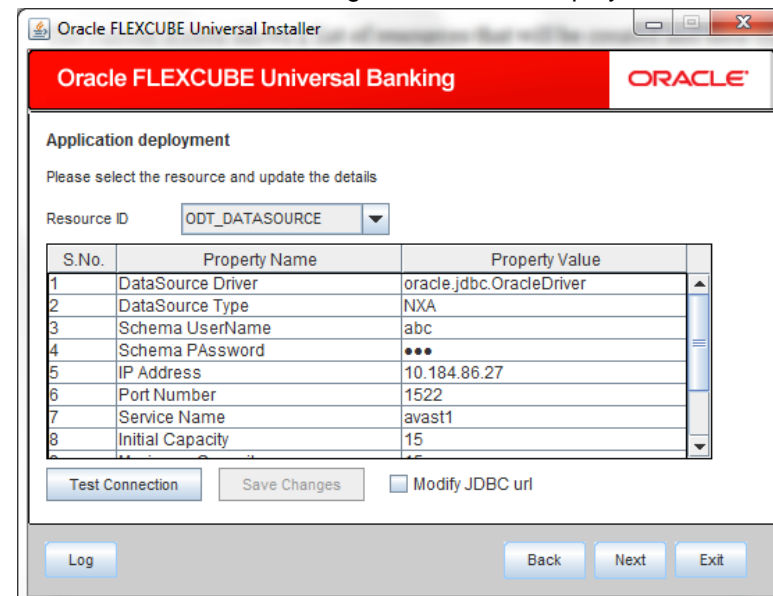 Oracle FLEXCUBE Universal Installer
Oracle FLEXCUBE Universal Banking ORACLE
Application deployment
Please select the resource and update the details
Resource ID ODT_DATASOURCE
S.No. Property Name Property Value
1 DataSource Driver oracle.jdbc.OracleDriver
2 DataSource Type NXA
3 Schema UserName abc
4 Schema PAssword ●●●
5 IP Address 10.184.86.27
6 Port Number 1522
7 Service Name avast1
8 Initial Capacity 15
Test Connection Save Changes Modify JDBC url
Log Back Next Exit